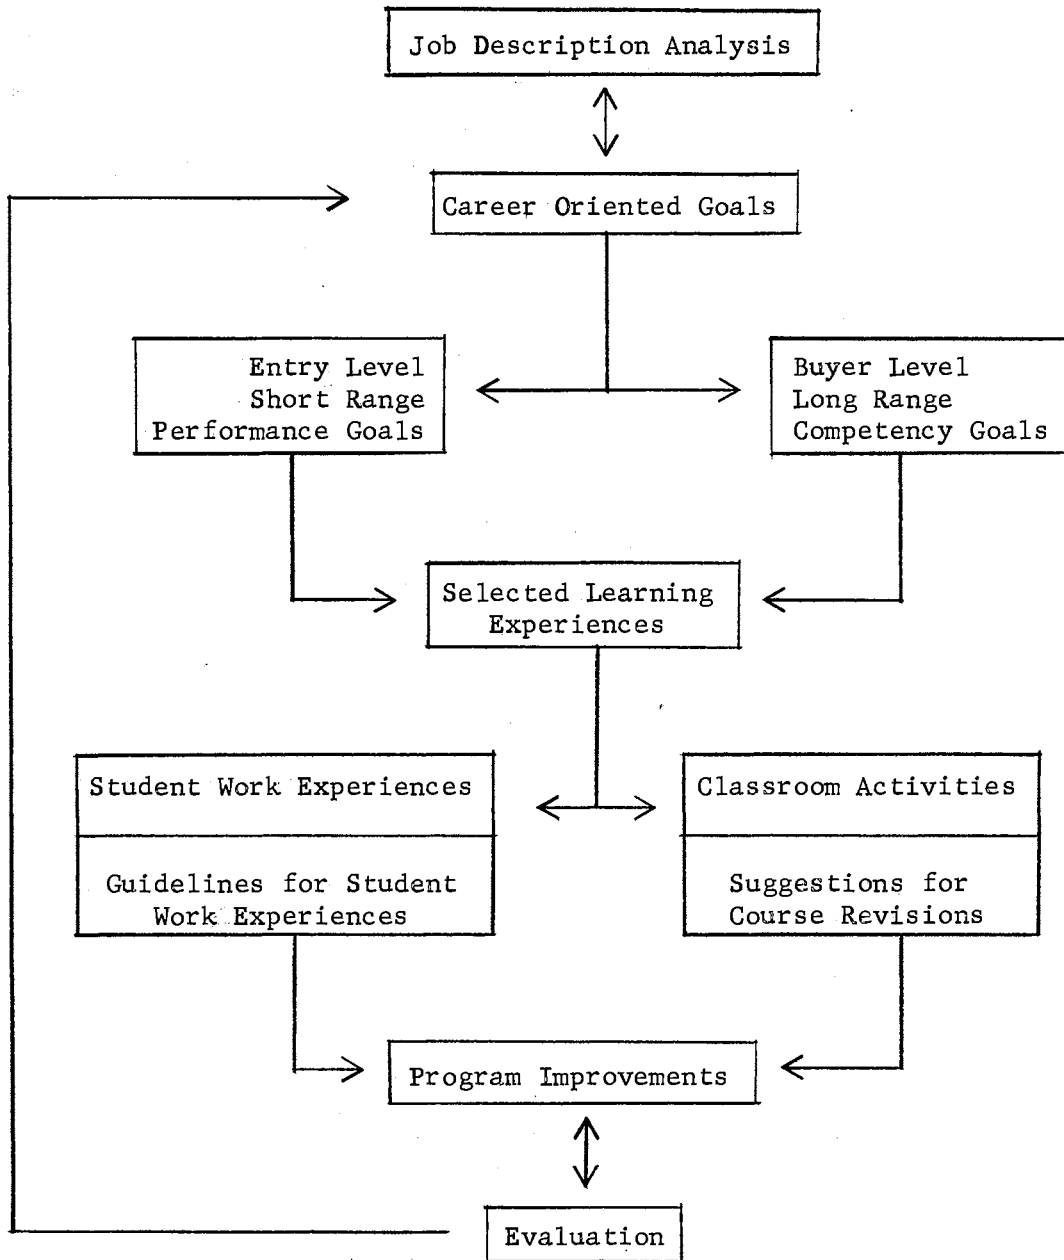 Job Description Analysis
Career Oriented Goals
Entry Level
Short Range
Performance Goals
Buyer Level
Long Range
Competency Goals
Selected Learning
Experiences
Student Work Experiences
Guidelines for Student
Work Experiences
Classroom Activities
Suggestions for
Course Revisions
Program Improvements
Evaluation